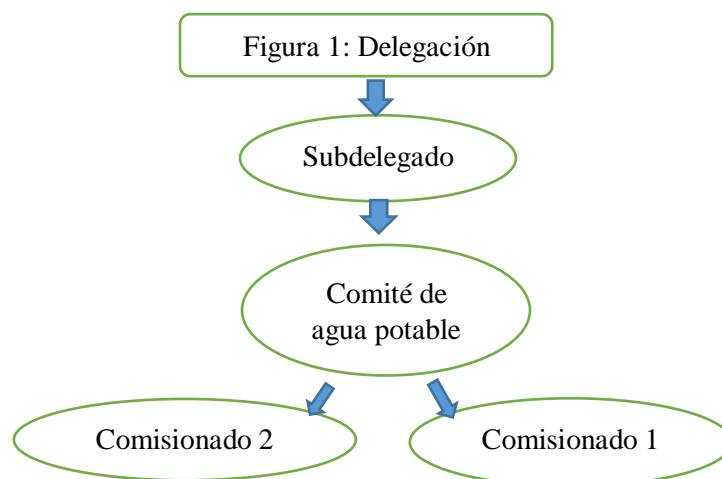 Figura 1: Delegación
Subdelegado
Comité de
agua potable
Comisionado 2
Comisionado 1